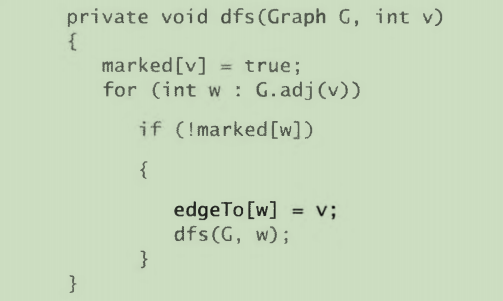 private void dfs(Graph G, int v)
{
marked[v] = true;
for (int w : G.adj(v))
if (!marked[w])
{
edgeTo[w] = v;
dfs(G, w);
}
}